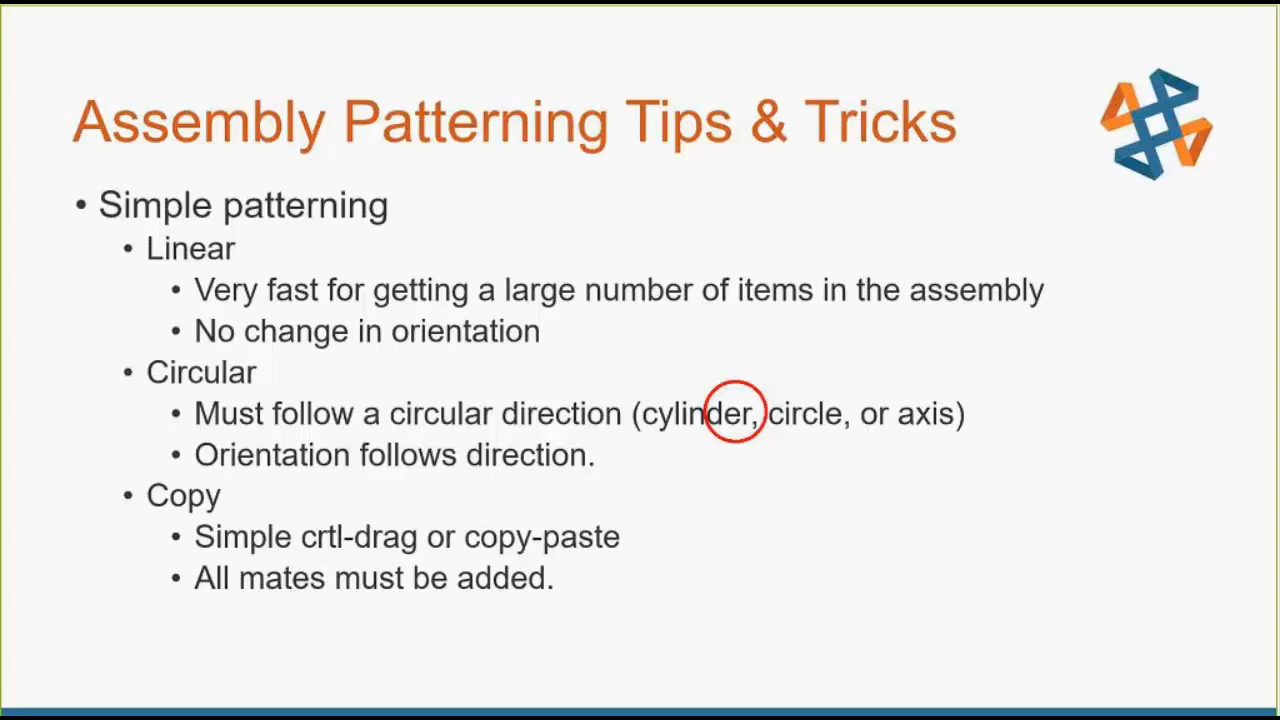 Assembly Patterning Tips & Tricks
• Simple patterning
• Linear
• Very fast for getting a large number of items in the assembly
• No change in orientation
• Circular
• Must follow a circular direction (cylinder, circle, or axis)
• Orientation follows direction.
• Copy
• Simple crtl-drag or copy-paste
• All mates must be added.